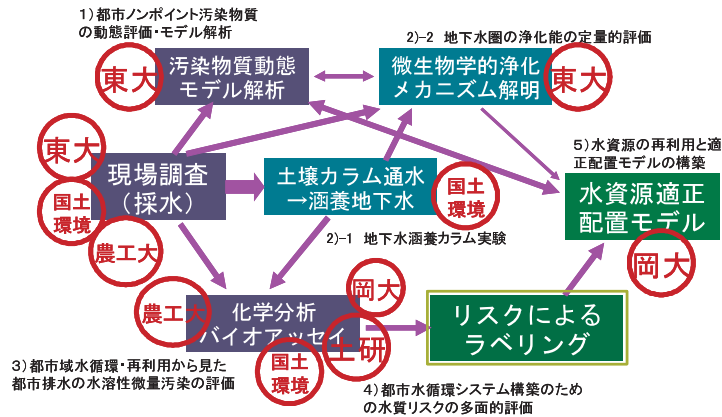 1）都市ノンポイント汚染物質
の動態評価・モデル解析
2)-2 地下水圏の浄化能の定量的評価
東大
汚染物質動態
モデル解析
微生物学的浄化
メカニズム解明
東大
東大
現場調査
（採水）
国土
環境
農工大
土壌カラム通水
→涵養地下水
国土
環境
2)-1 地下水涵養カラム実験
5）水資源の再利用と適
正配置モデルの構築
水資源適正
配置モデル
岡大
農工大
化学分析
バイオアッセイ
岡大
土研
国土
環境
リスクによる
ラベリング
3）都市域水循環・再利用から見た
都市排水の水溶性微量汚染の評価
4）都市水循環システム構築のため
の水質リスクの多面的評価